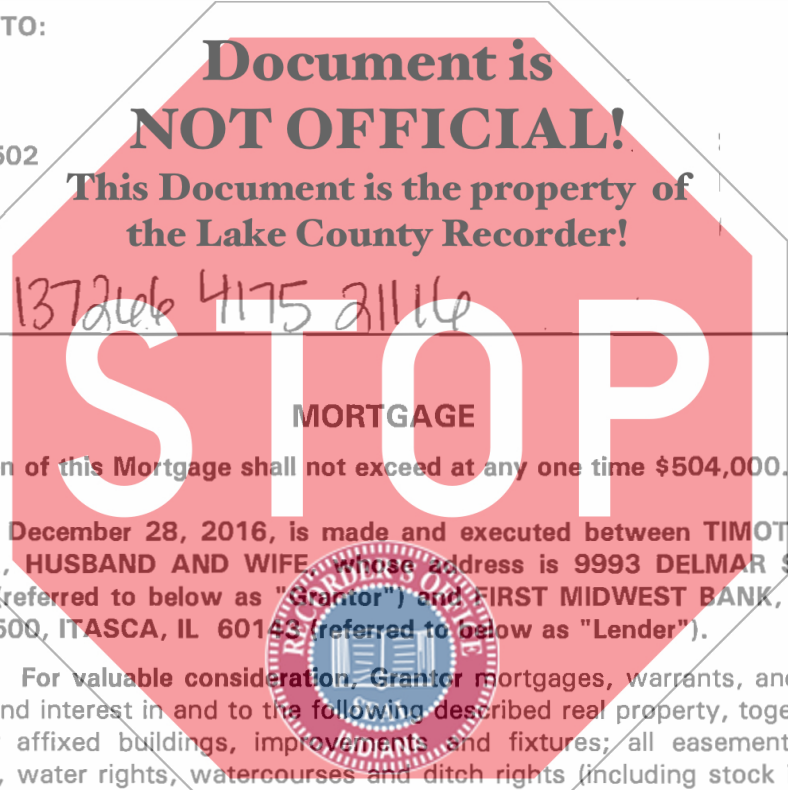 TO:
Document is
NOT OFFICIAL!
502
This Document is the property of
the Lake County Recorder!
137266 4175 21116
STOP
MORTGAGE
n of this Mortgage shall not exceed at any one time $504,000.
December 28, 2016, is made and executed between TIMOT
, HUSBAND AND WIFE, whose address is 9993 DELMAR S
(referred to below as "Grantor") and FIRST MIDWEST BANK,
500, ITASCA, IL 60143 (referred to below as "Lender").
For valuable consideration, Grantor mortgages, warrants, and
nd interest in and to the following described real property, toge
affixed buildings, improvements and fixtures; all easement
, water rights, watercourses and ditch rights (including stock
RECORDER'S OFFICE
INDIANA